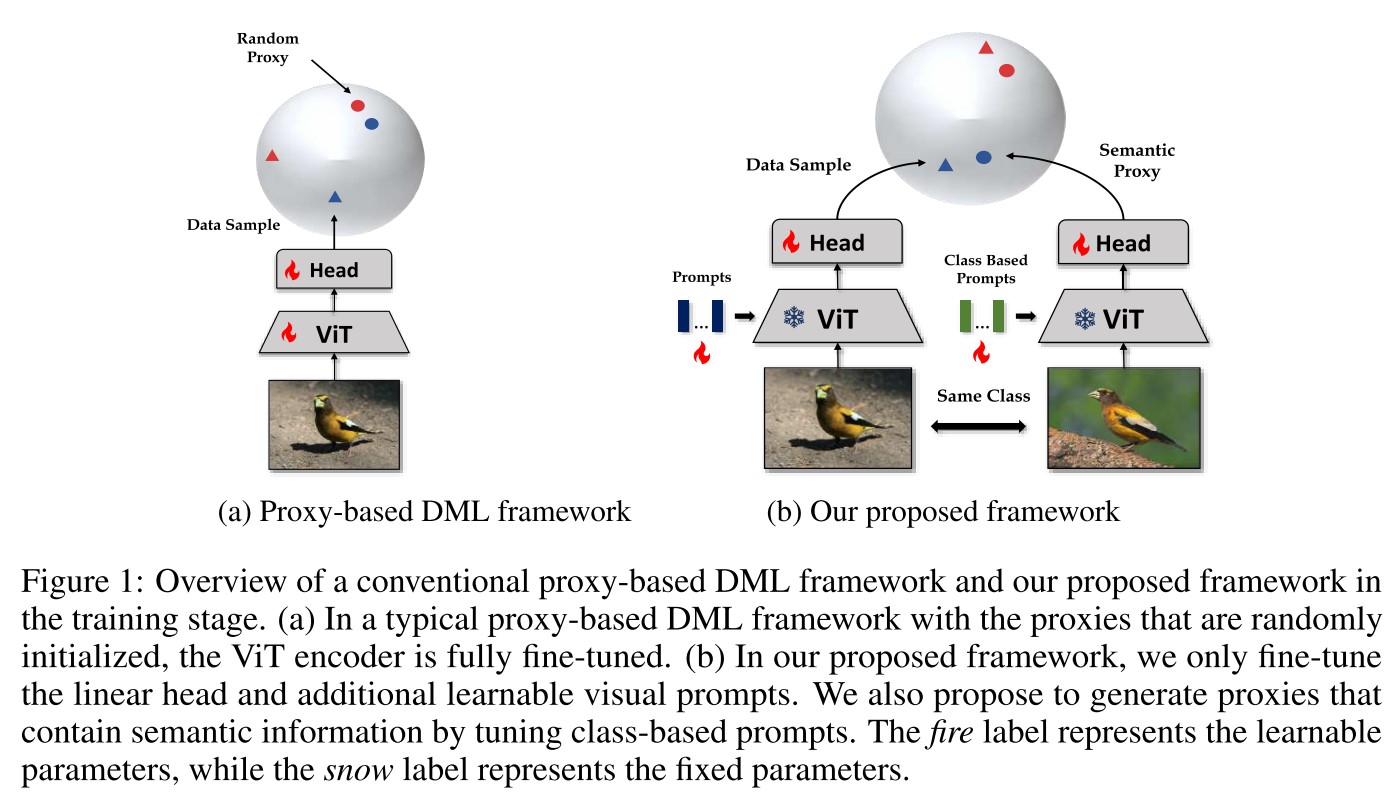 Random
Proxy
Data Sample
Head
ViT
(a) Proxy-based DML framework
Data Sample
Semantic
Proxy
Head
Head
Prompts
Class Based
Prompts
...
...
ViT
ViT
Same Class
(b) Our proposed framework
Figure 1: Overview of a conventional proxy-based DML framework and our proposed framework in
the training stage. (a) In a typical proxy-based DML framework with the proxies that are randomly
initialized, the ViT encoder is fully fine-tuned. (b) In our proposed framework, we only fine-tune
the linear head and additional learnable visual prompts. We also propose to generate proxies that
contain semantic information by tuning class-based prompts. The fire label represents the learnable
parameters, while the snow label represents the fixed parameters.